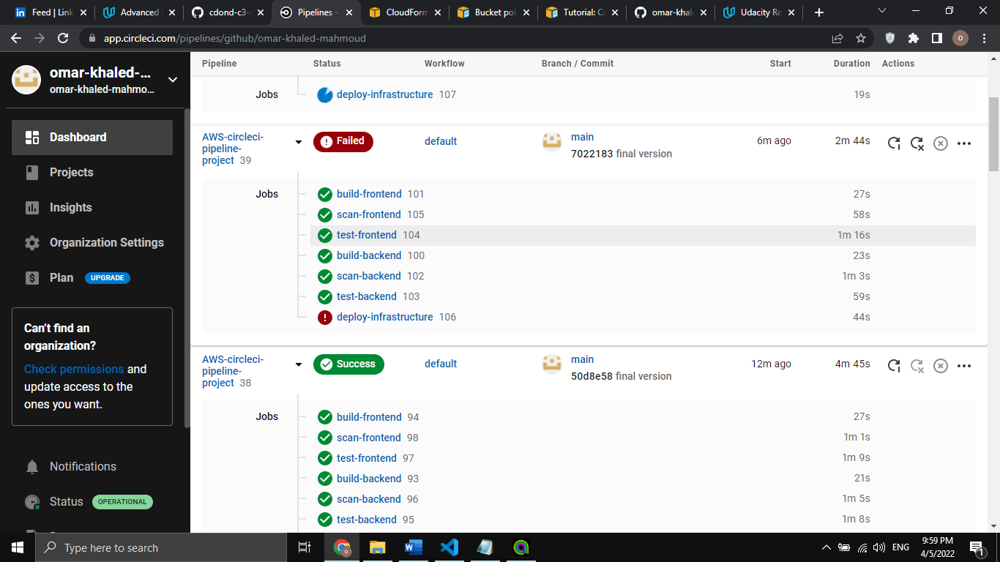 Feed | Link
Advanced
cdond-c3-
Pipelines -
CloudForm
Bucket pol
Tutorial: Co
omar-khal
Udacity Re
app.circleci.com/pipelines/github/omar-khaled-mahmoud
O
omar-khaled-...
omar-khaled-mahmo...
Dashboard
Projects
Insights
Organization Settings
Plan UPGRADE
Can't find an
organization?
Check permissions and
update access to the
ones you want.
Notifications
Status OPERATIONAL
Pipeline Status Workflow Branch / Commit Start Duration Actions
Jobs deploy-infrastructure 107 19s
AWS-circleci-
pipeline-
project 39
Failed default main 6m ago 2m 44s
7022183 final version
Jobs build-frontend 101 27s
scan-frontend 105 58s
test-frontend 104 1m 16s
build-backend 100 23s
scan-backend 102 1m 3s
test-backend 103 59s
deploy-infrastructure 106 44s
AWS-circleci-
pipeline-
project 38
Success default main 12m ago 4m 45s
50d8e58 final version
Jobs build-frontend 94 27s
scan-frontend 98 1m 1s
test-frontend 97 1m 9s
build-backend 93 21s
scan-backend 96 1m 5s
test-backend 95 1m 8s
Type here to search
ENG
9:59 PM
4/5/2022
1